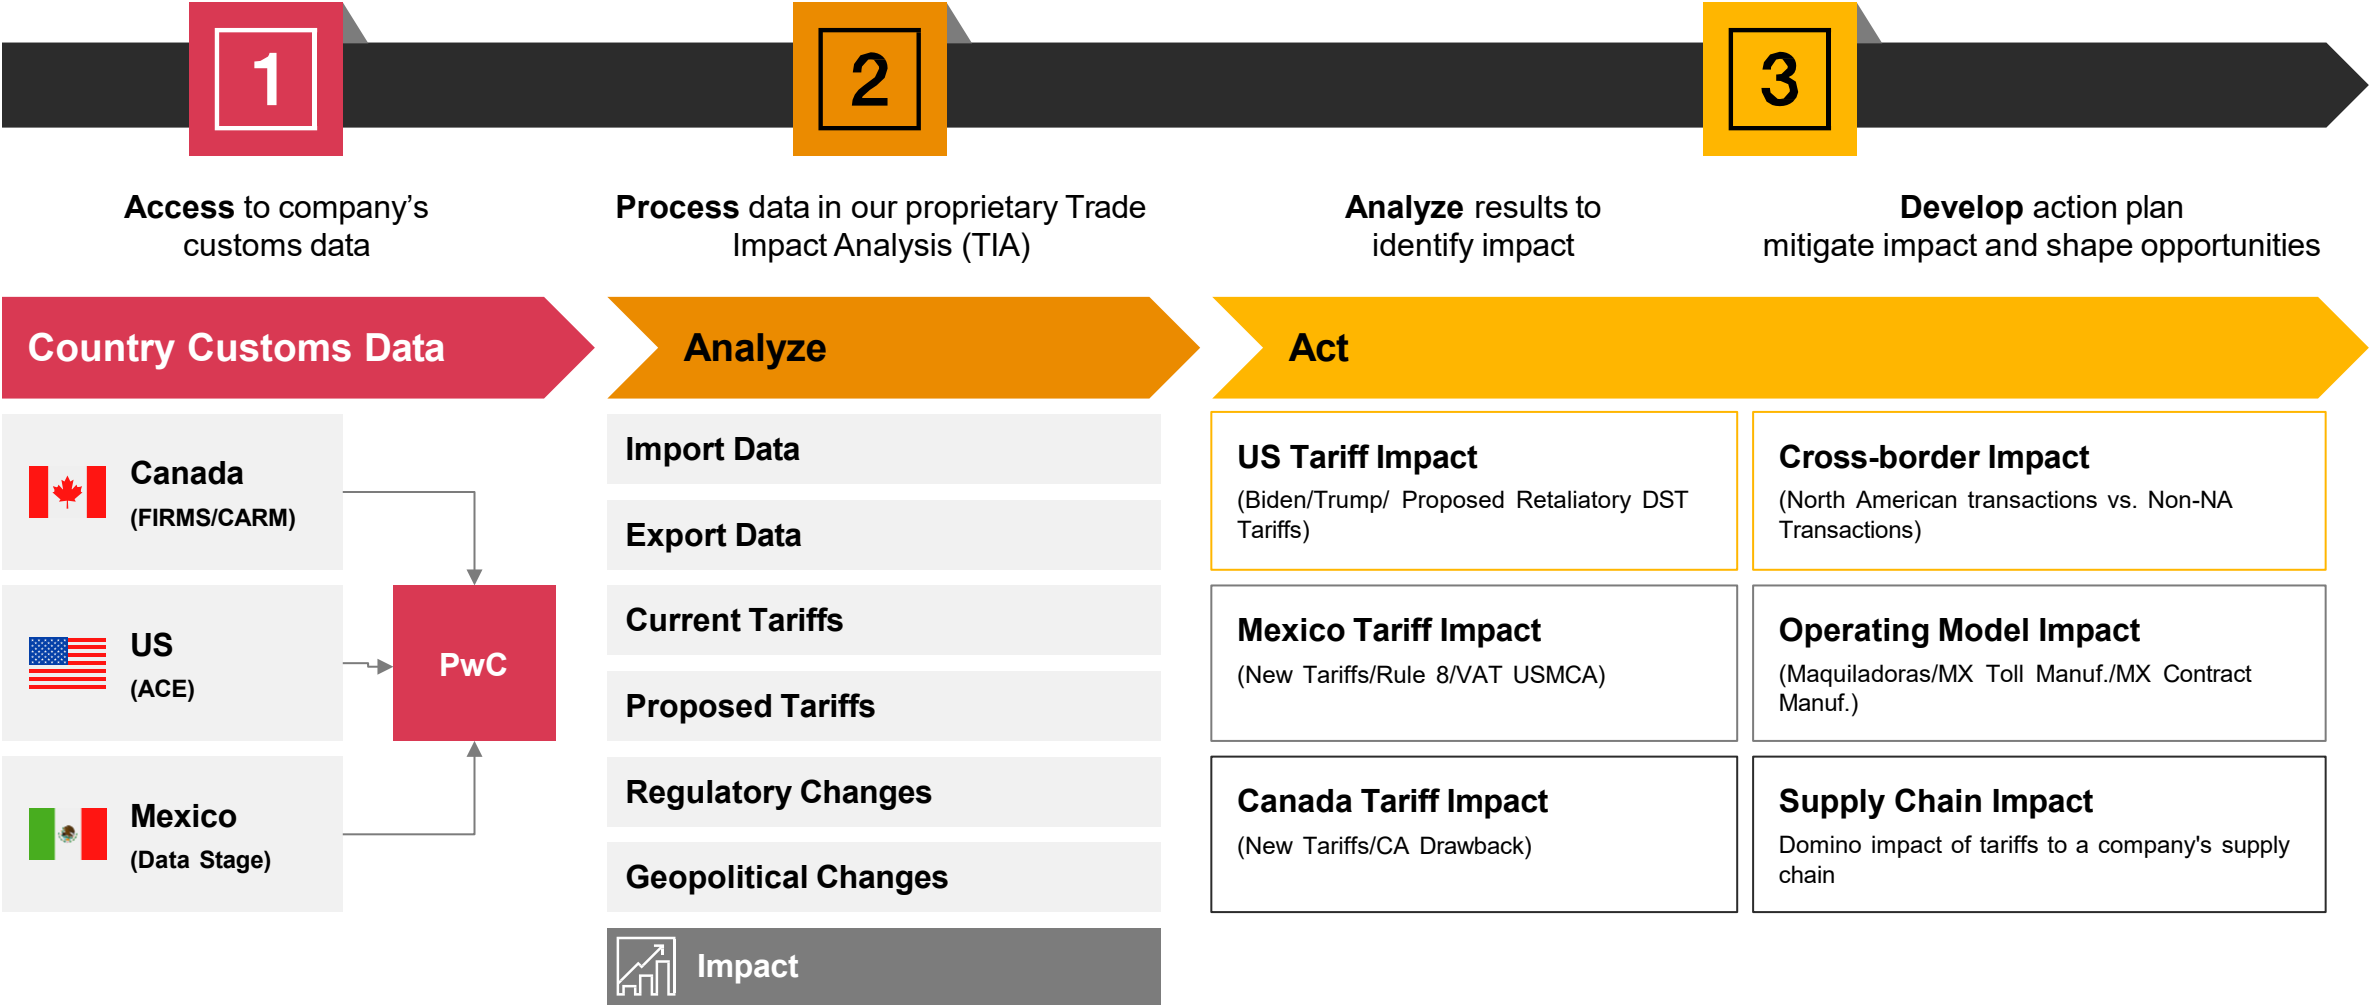 1
2
3
Access to company’s
customs data
Process data in our proprietary Trade
Impact Analysis (TIA)
Analyze results to
identify impact
Develop action plan
mitigate impact and shape opportunities
Country Customs Data
Analyze
Act
Canada
(FIRMS/CARM)
US
(ACE)
Mexico
(Data Stage)
PwC
Import Data
Export Data
Current Tariffs
Proposed Tariffs
Regulatory Changes
Geopolitical Changes
Impact
US Tariff Impact
(Biden/Trump/ Proposed Retaliatory DST
Tariffs)
Cross-border Impact
(North American transactions vs. Non-NA
Transactions)
Mexico Tariff Impact
(New Tariffs/Rule 8/VAT USMCA)
Operating Model Impact
(Maquiladoras/MX Toll Manuf./MX Contract
Manuf.)
Canada Tariff Impact
(New Tariffs/CA Drawback)
Supply Chain Impact
Domino impact of tariffs to a company's supply
chain